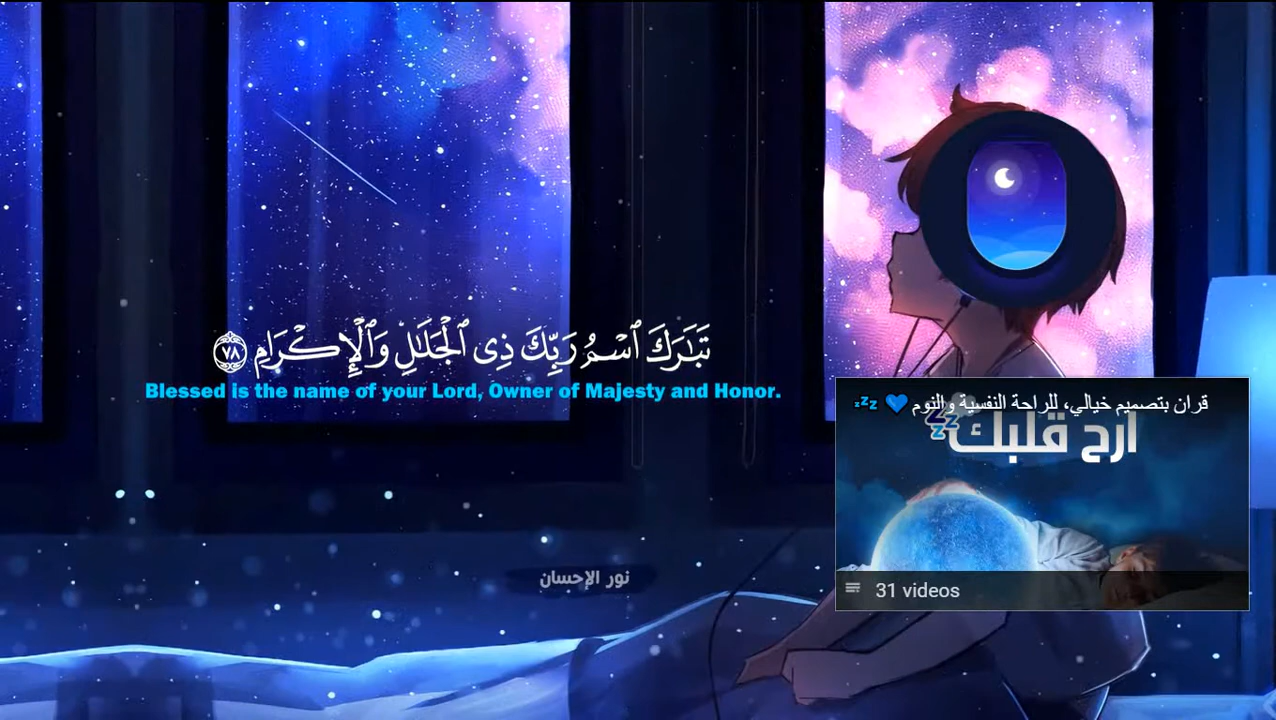 تَبَٰرَكَ ٱسْمُ رَبِّكَ ذِى ٱلْجَلَٰلِ وَٱلْإِكْرَامِ ٧٨
Blessed is the name of your Lord, Owner of Majesty and Honor.
قران بتصميم خيالي، للراحة النفسية والنوم 💙 💤
ارح قلبك
31 videos
نور الإحسان